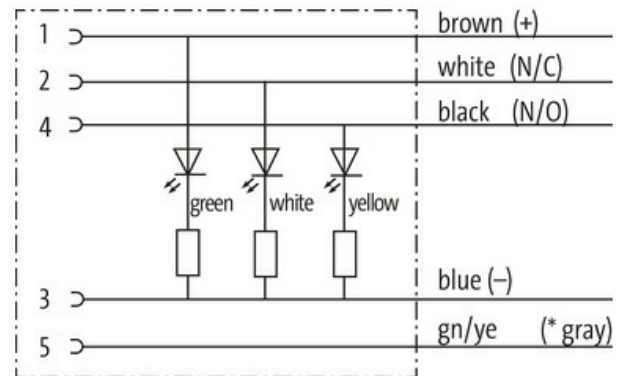 1 brown (+)
2 white (N/C)
4 black (N/O)
green white yellow
3 blue (–)
5 gn/ye (* gray)